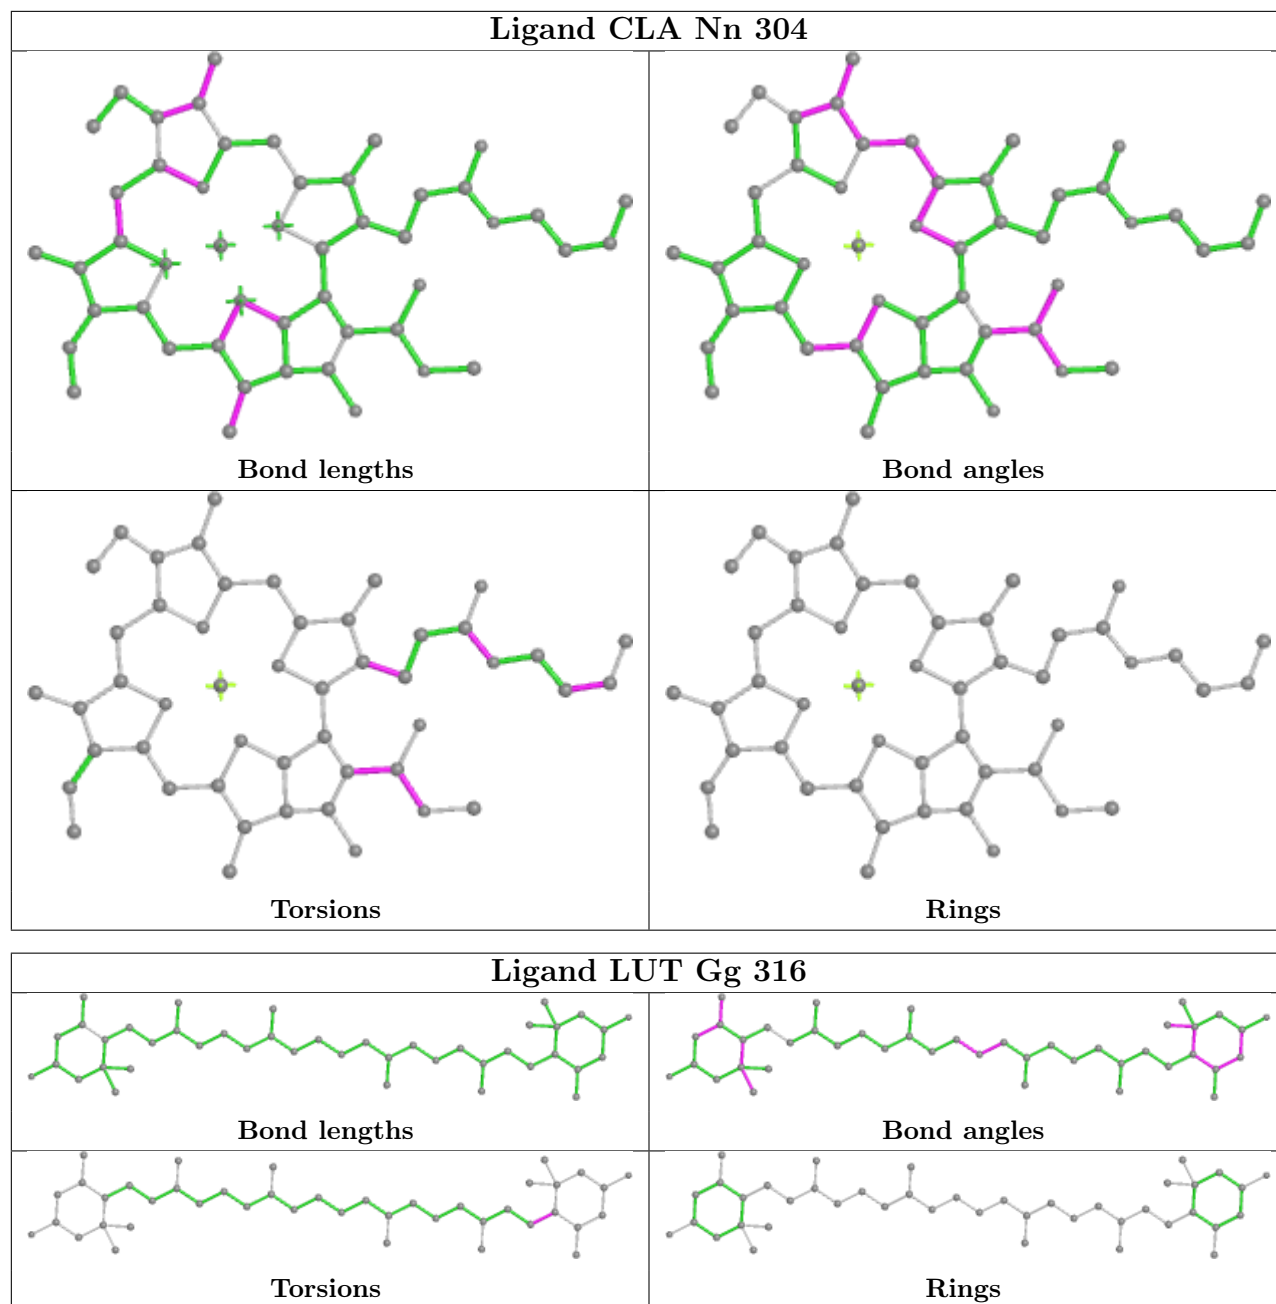 Ligand CLA Nn 304
Bond lengths
Bond angles
Torsions
Rings
Ligand LUT Gg 316
Bond lengths
Bond angles
Torsions
Rings